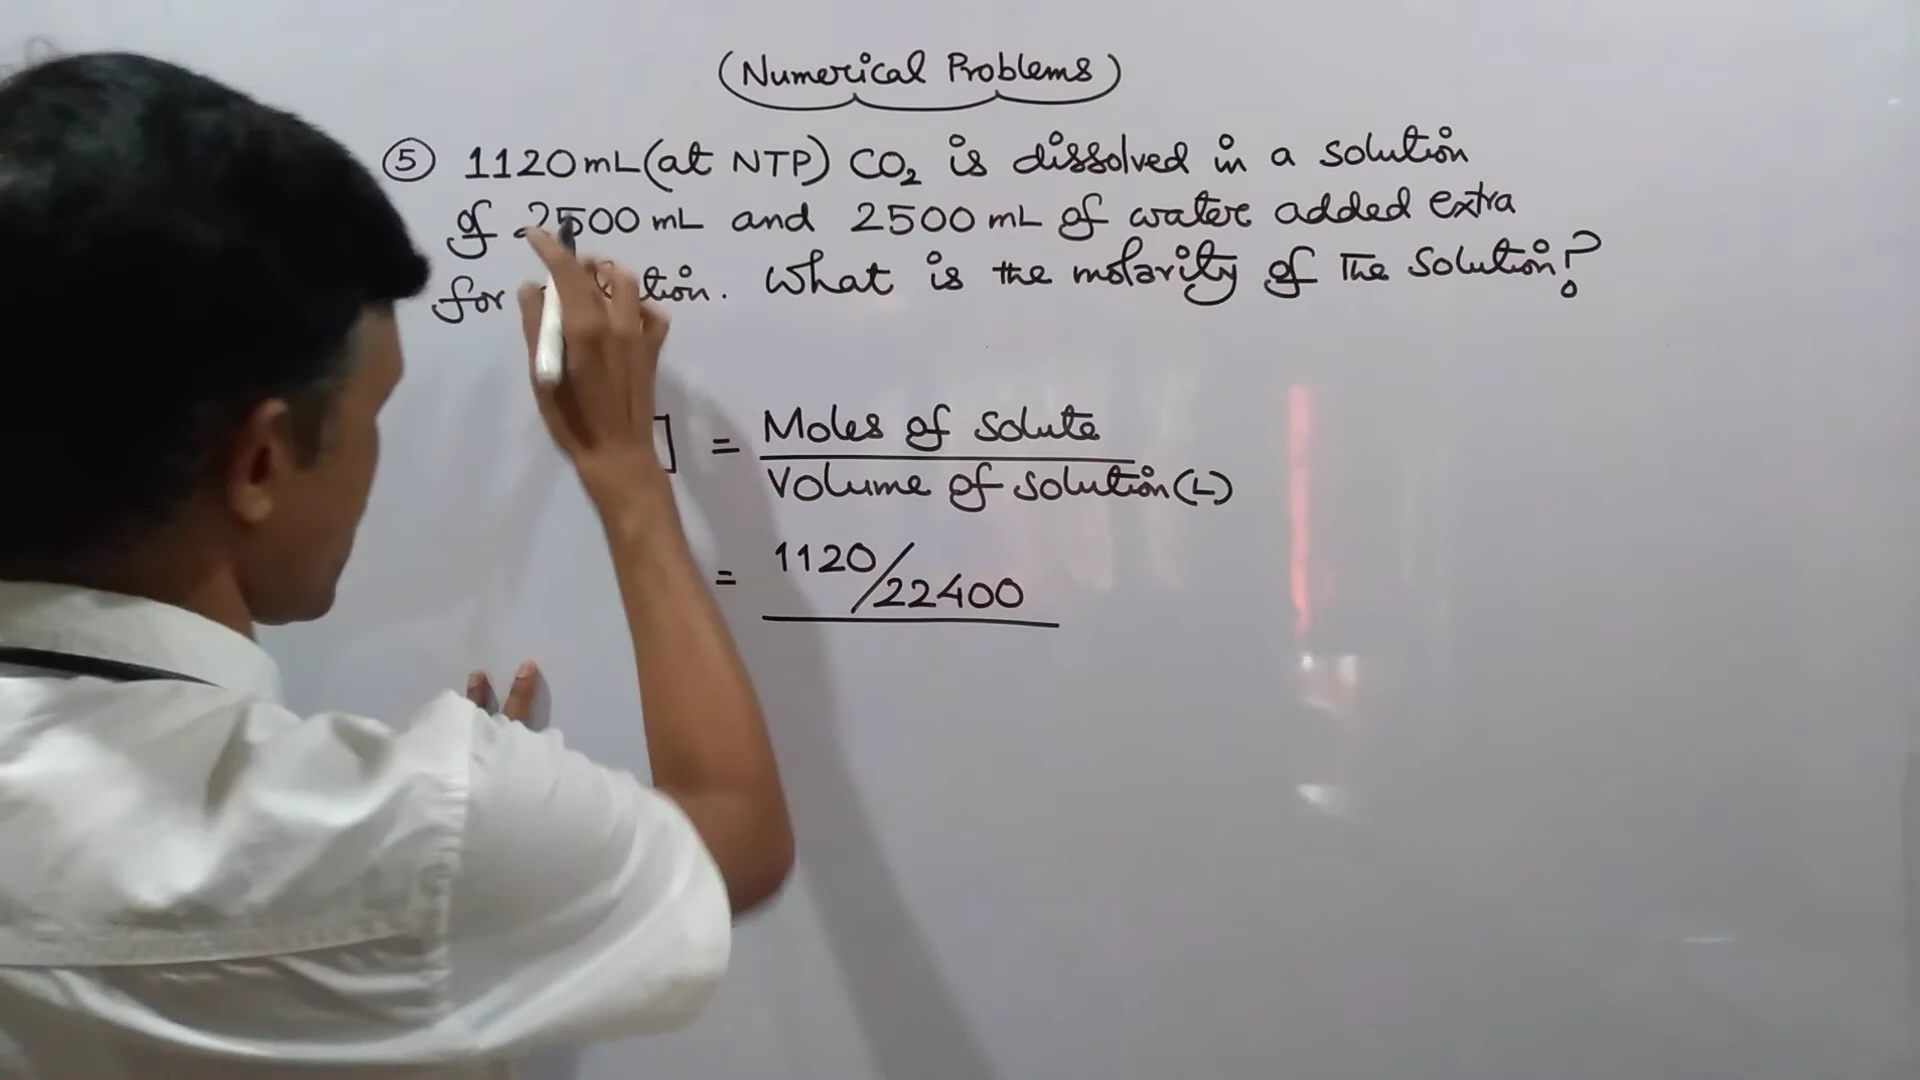 (Numerical Problems)
⑤ 1120 mL (at NTP) CO₂ is dissolved in a solution
of 2500 mL and 2500 mL of water added extra
for tion. What is the molarity of The solution?
] = Moles of solute
Volume of solution (L)
= 1120/22400